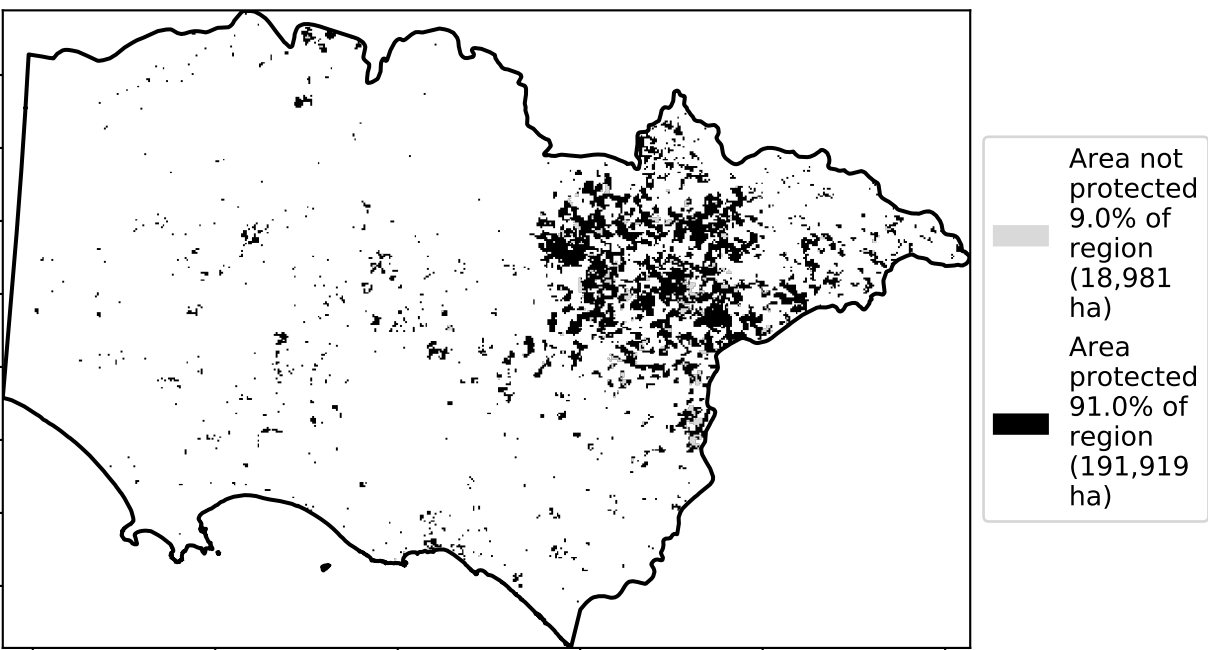 Area not
protected
9.0% of
region
(18,981
ha)
Area
protected
91.0% of
region
(191,919
ha)